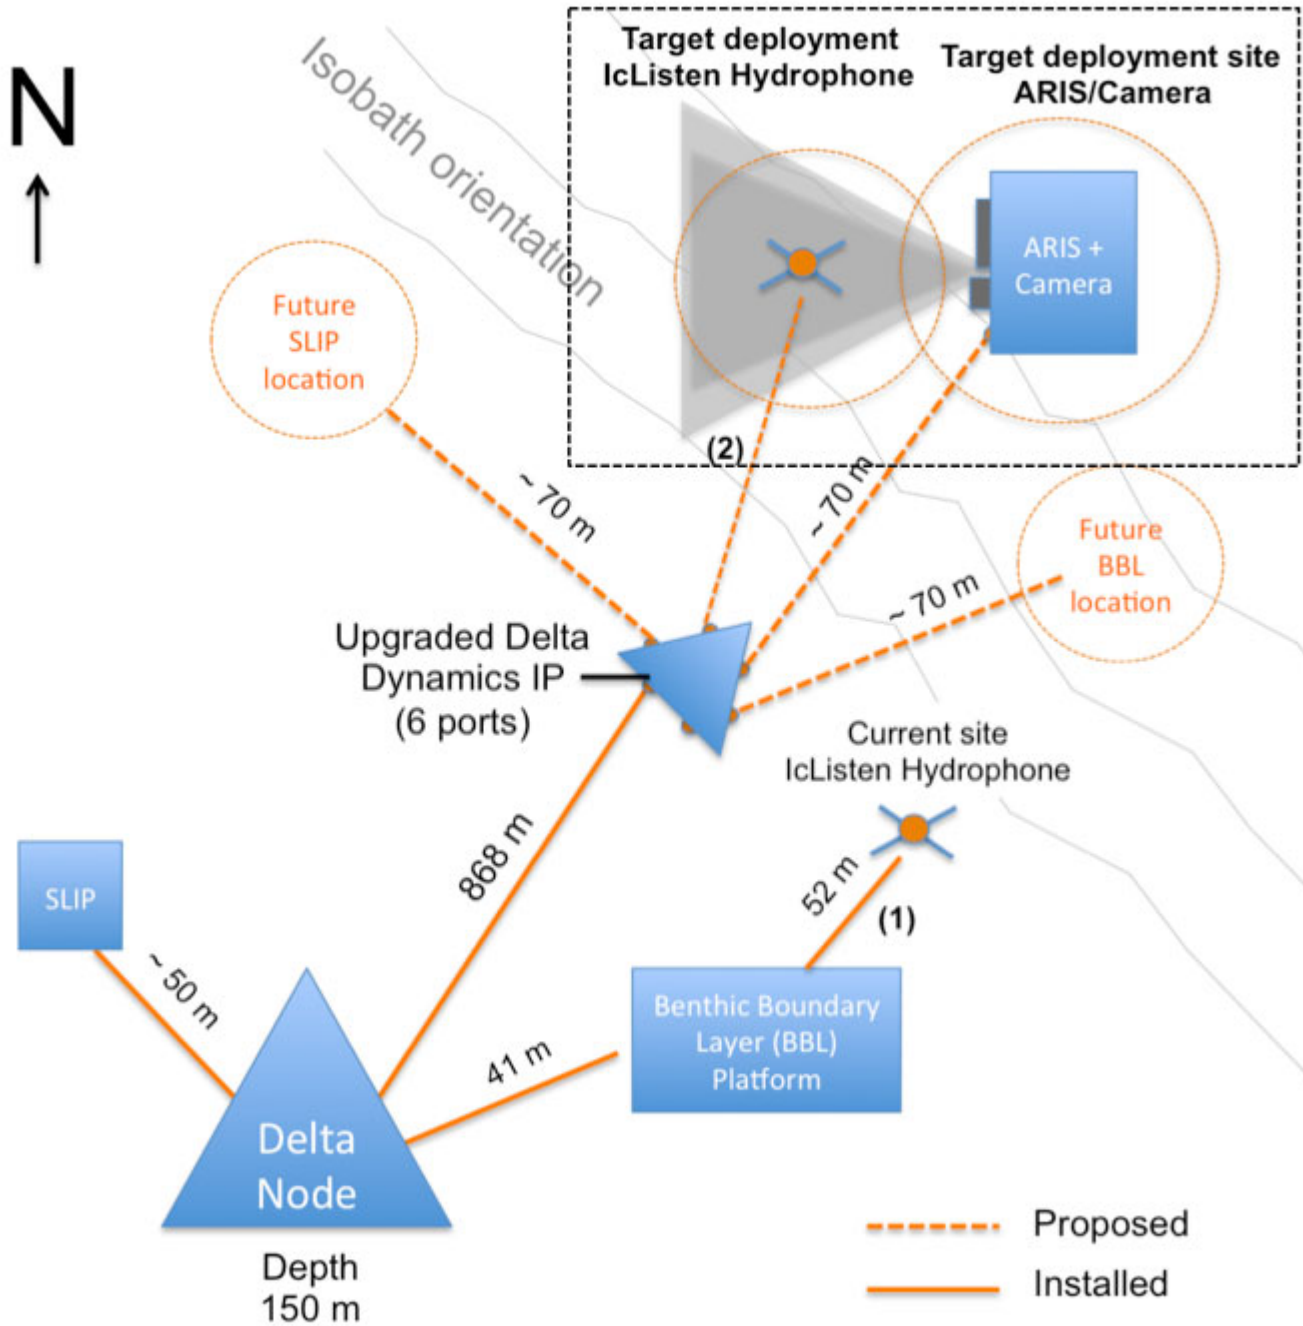 N
Isobath orientation
Target deployment
IcListen Hydrophone
Target deployment site
ARIS/Camera
ARIS +
Camera
Future
SLIP
location
(2)
~ 70 m
~ 70 m
Future
BBL
location
~ 70 m
Upgraded Delta
Dynamics IP
(6 ports)
Current site
IcListen Hydrophone
868 m
52 m
(1)
SLIP
~ 50 m
Benthic Boundary
Layer (BBL)
Platform
41 m
Delta
Node
Depth
150 m
Proposed
Installed